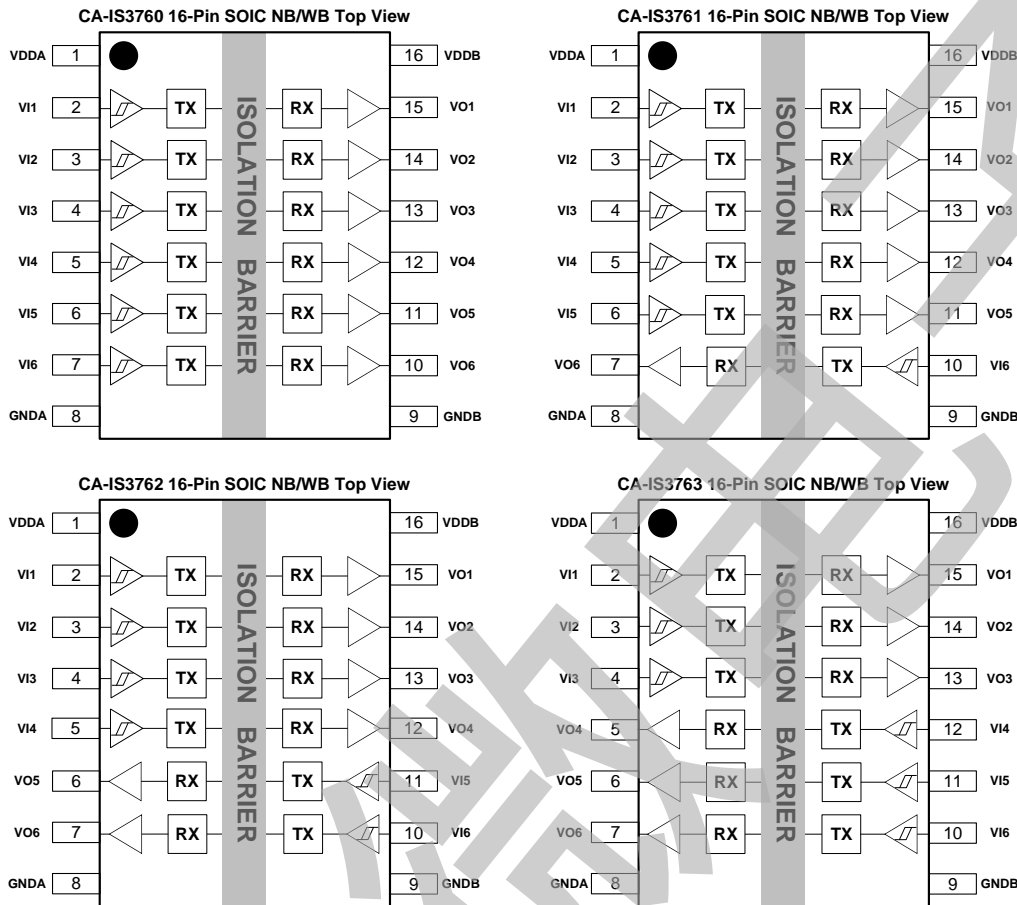 CA-IS3760 16-Pin SOIC NB/WB Top View
VDDA 1 16 VDDB
VI1 2 TX RX 15 VO1
VI2 3 TX RX 14 VO2
VI3 4 TX RX 13 VO3
VI4 5 TX RX 12 VO4
VI5 6 TX RX 11 VO5
VI6 7 TX RX 10 VO6
GNDA 8 9 GNDB
ISOLATION BARRIER
CA-IS3761 16-Pin SOIC NB/WB Top View
VDDA 1 16 VDDB
VI1 2 TX RX 15 VO1
VI2 3 TX RX 14 VO2
VI3 4 TX RX 13 VO3
VI4 5 TX RX 12 VO4
VI5 6 TX RX 11 VO5
VO6 7 RX TX 10 VI6
GNDA 8 9 GNDB
ISOLATION BARRIER
CA-IS3762 16-Pin SOIC NB/WB Top View
VDDA 1 16 VDDB
VI1 2 TX RX 15 VO1
VI2 3 TX RX 14 VO2
VI3 4 TX RX 13 VO3
VI4 5 TX RX 12 VO4
VO5 6 RX TX 11 VI5
VO6 7 RX TX 10 VI6
GNDA 8 9 GNDB
ISOLATION BARRIER
CA-IS3763 16-Pin SOIC NB/WB Top View
VDDA 1 16 VDDB
VI1 2 TX RX 15 VO1
VI2 3 TX RX 14 VO2
VI3 4 TX RX 13 VO3
VO4 5 RX TX 12 VI4
VO5 6 RX TX 11 VI5
VO6 7 RX TX 10 VI6
GNDA 8 9 GNDB
ISOLATION BARRIER
微电